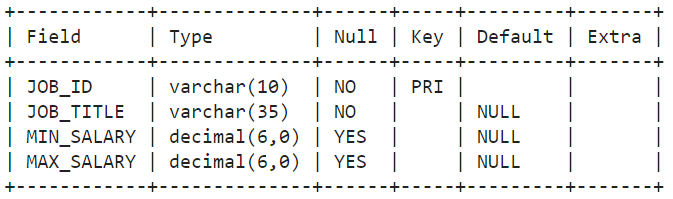 +------------+--------------+------+-----+---------+-------+
| Field      | Type         | Null | Key | Default | Extra |
+------------+--------------+------+-----+---------+-------+
| JOB_ID     | varchar(10)  | NO   | PRI |         |       |
| JOB_TITLE  | varchar(35)  | NO   |     | NULL    |       |
| MIN_SALARY | decimal(6,0) | YES  |     | NULL    |       |
| MAX_SALARY | decimal(6,0) | YES  |     | NULL    |       |
+------------+--------------+------+-----+---------+-------+